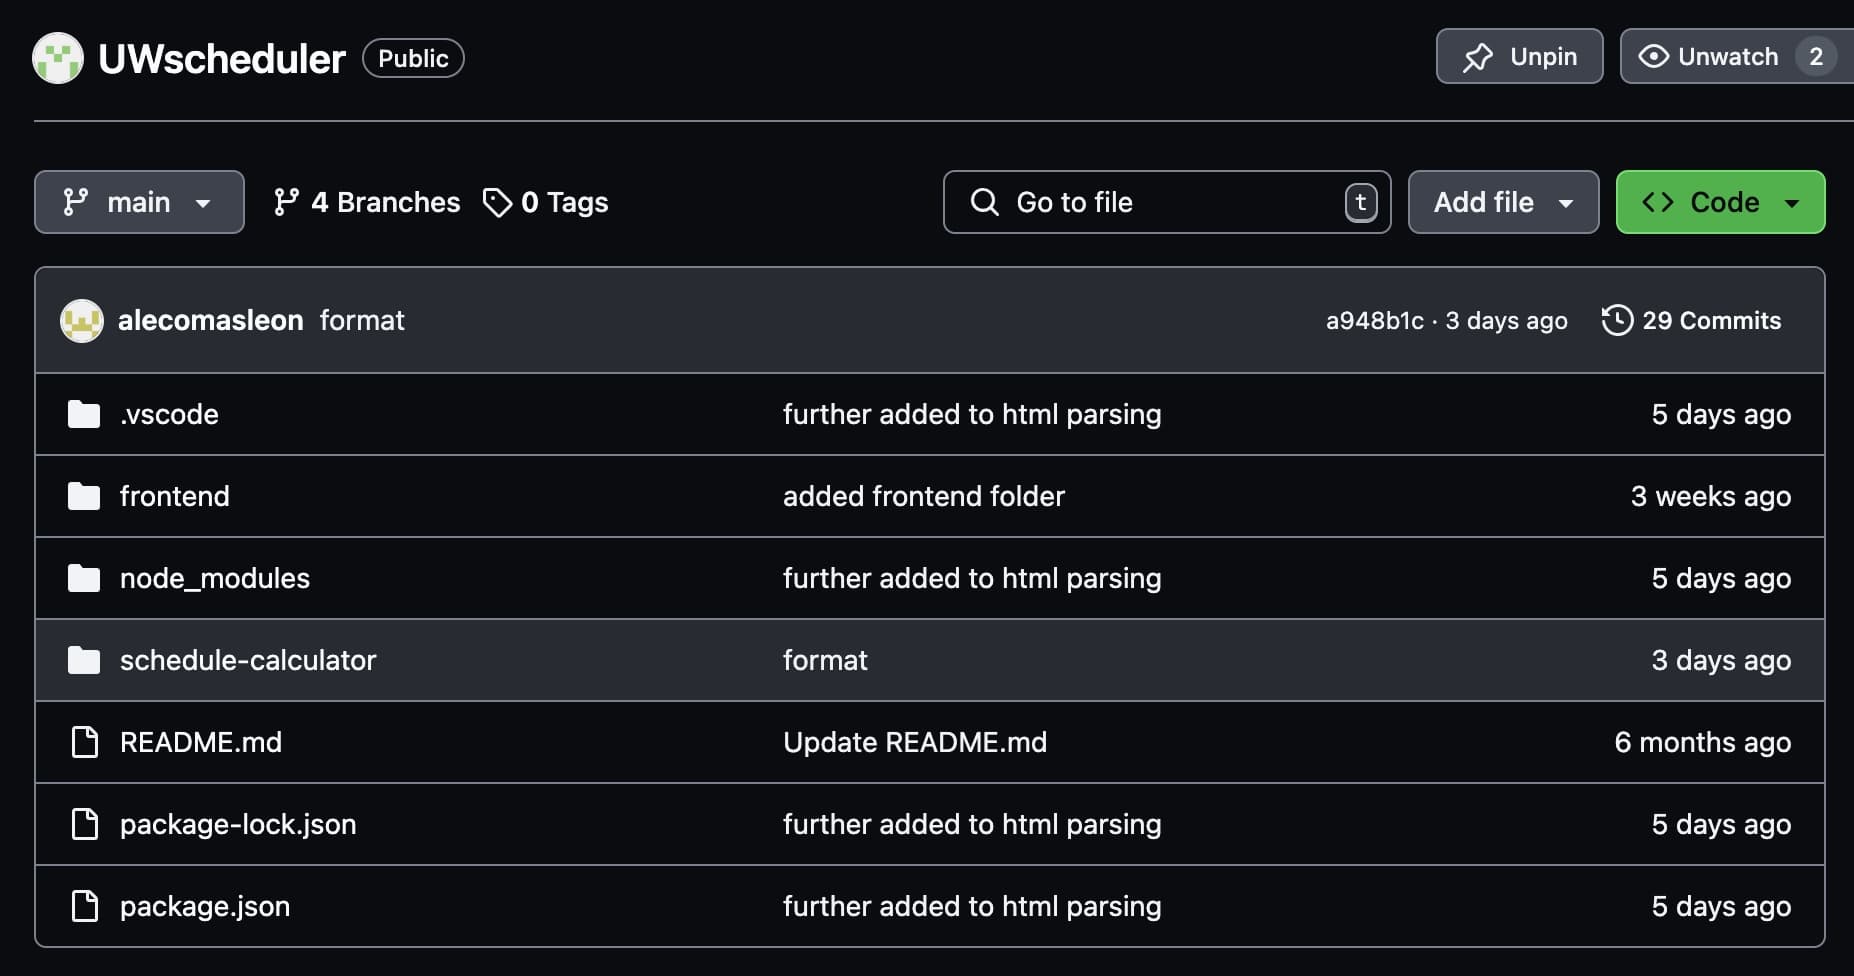 UWscheduler Public Unpin Unwatch 2
main 4 Branches 0 Tags Go to file t Add file Code
alecomasleon format a948b1c · 3 days ago 29 Commits
.vscode further added to html parsing 5 days ago
frontend added frontend folder 3 weeks ago
node_modules further added to html parsing 5 days ago
schedule-calculator format 3 days ago
README.md Update README.md 6 months ago
package-lock.json further added to html parsing 5 days ago
package.json further added to html parsing 5 days ago